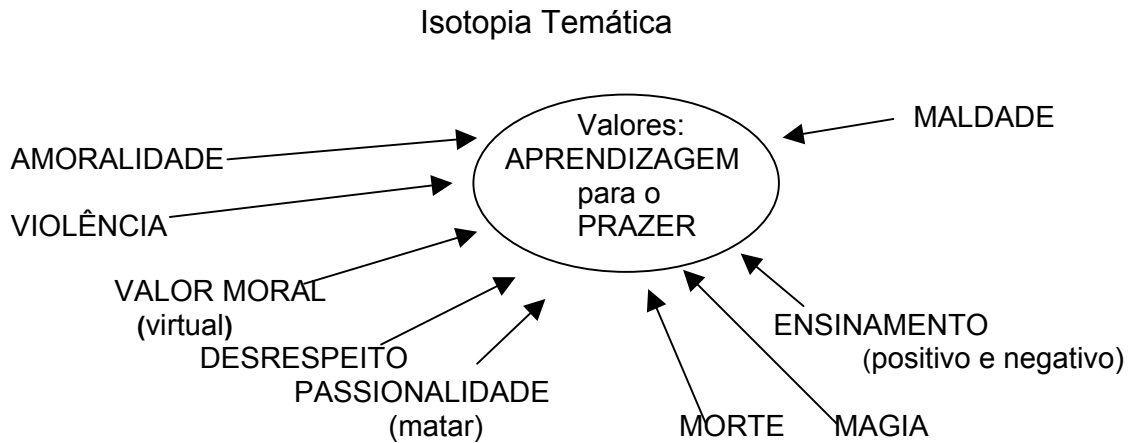 Isotopia Temática
Valores:
APRENDIZAGEM
para o
PRAZER
MALDADE
AMORALIDADE
VIOLÊNCIA
VALOR MORAL
(virtual)
DESRESPEITO
PASSIONALIDADE
(matar)
MORTE
MAGIA
ENSINAMENTO
(positivo e negativo)